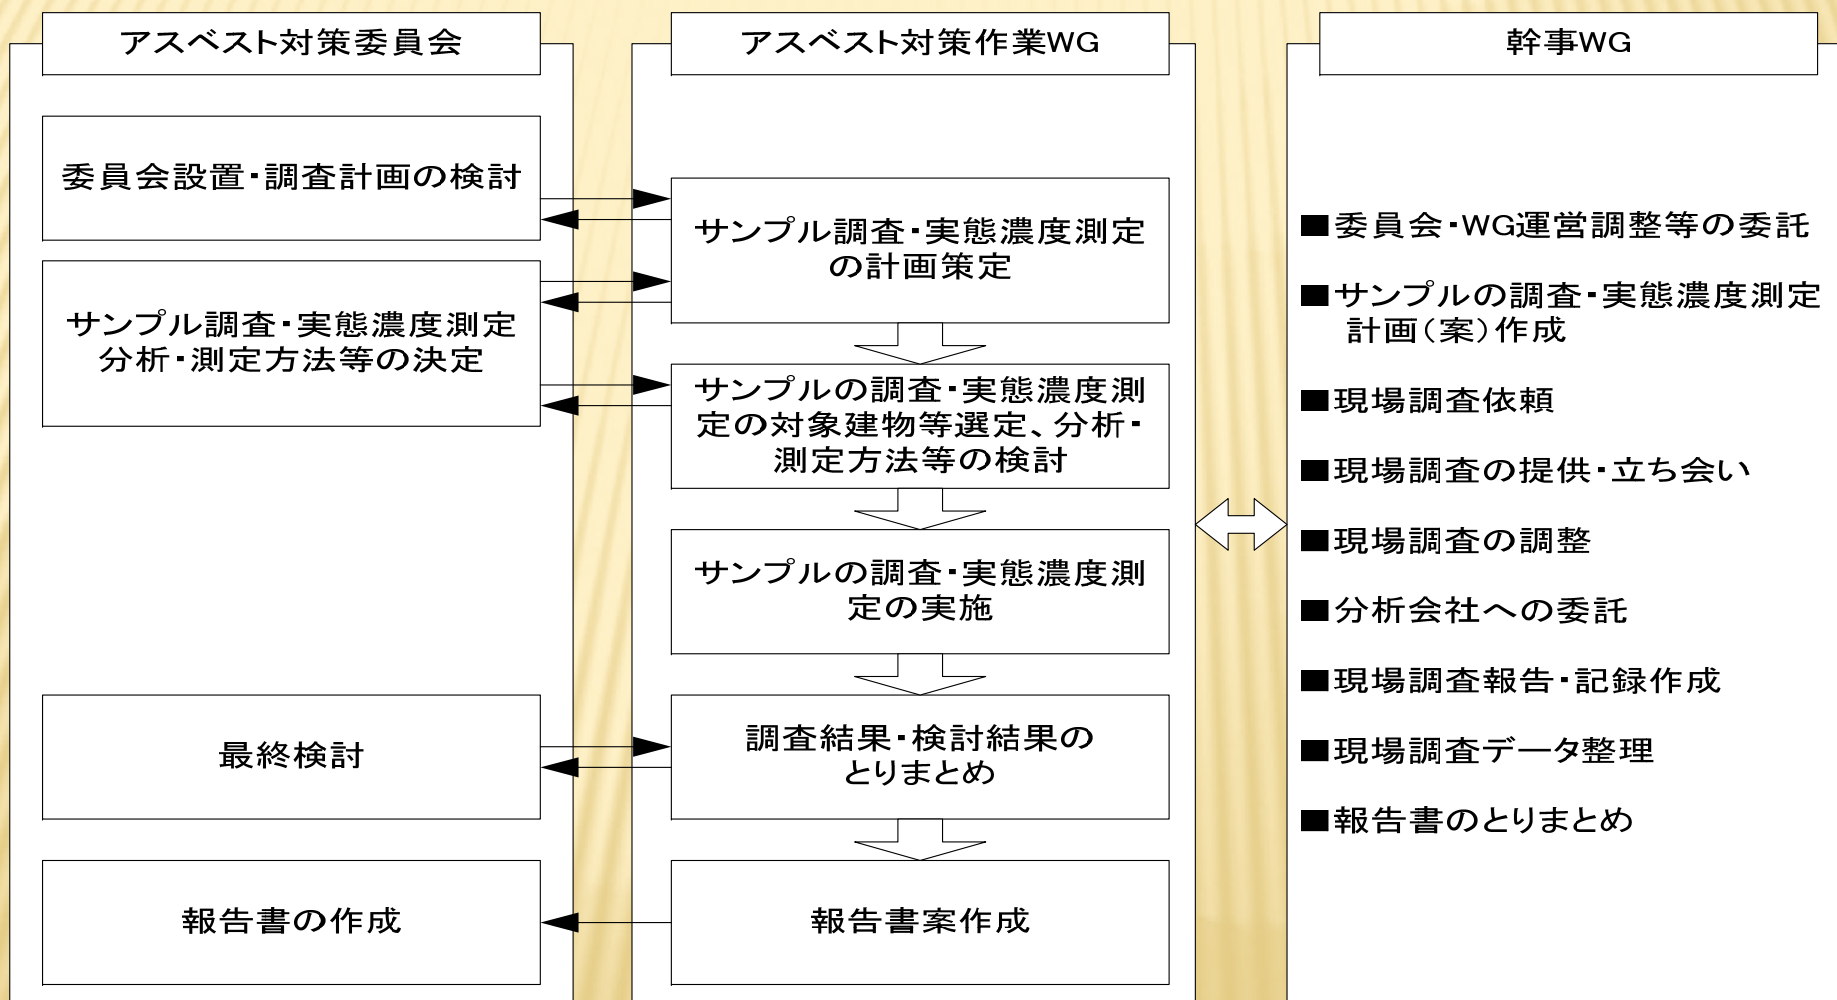 アスベスト対策委員会
委員会設置・調査計画の検討
サンプル調査・実態濃度測定
分析・測定方法等の決定
最終検討
報告書の作成
アスベスト対策作業WG
サンプル調査・実態濃度測定
の計画策定
サンプルの調査・実態濃度測
定の対象建物等選定、分析・
測定方法等の検討
サンプルの調査・実態濃度測
定の実施
調査結果・検討結果の
とりまとめ
報告書案作成
幹事WG
■委員会・WG運営調整等の委託
■サンプルの調査・実態濃度測定
計画（案）作成
■現場調査依頼
■現場調査の提供・立ち会い
■現場調査の調整
■分析会社への委託
■現場調査報告・記録作成
■現場調査データ整理
■報告書のとりまとめ